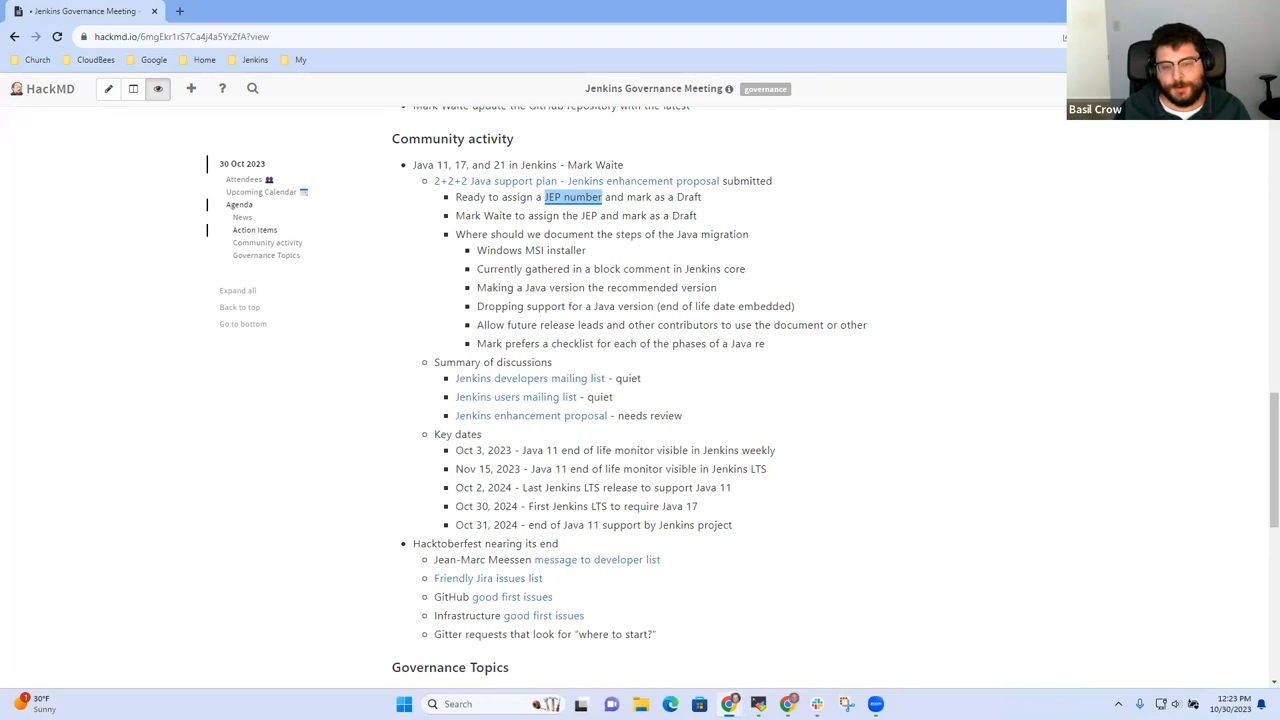 • Jenkins Governance Meeting -
hackmd.io/6mgEkr1rS7Ca4j4a5YxZfA?view
Church
CloudBees
Google
Home
Jenkins
My
HackMD
Jenkins Governance Meeting
governance
Basil Crow
30 Oct 2023
Attendees
Upcoming Calendar
Agenda
News
Action Items
Community activity
Governance Topics
Expall all
Back to top
Go to bottom
Mark Waite update the GitHub repository with the latest
Community activity
Java 11, 17, and 21 in Jenkins - Mark Waite
2+2+2 Java support plan - Jenkins enhancement proposal submitted
Ready to assign a JEP number and mark as a Draft
Mark Waite to assign the JEP and mark as a Draft
Where should we document the steps of the Java migration
Windows MSI installer
Currently gathered in a block comment in Jenkins core
Making a Java version the recommended version
Dropping support for a Java version (end of life date embedded)
Allow future release leads and other contributors to use the document or other
Mark prefers a checklist for each of the phases of a Java re
Summary of discussions
Jenkins developers mailing list - quiet
Jenkins users mailing list - quiet
Jenkins enhancement proposal - needs review
Key dates
Oct 3, 2023 - Java 11 end of life monitor visible in Jenkins weekly
Nov 15, 2023 - Java 11 end of life monitor visible in Jenkins LTS
Oct 2, 2024 - Last Jenkins LTS release to support Java 11
Oct 30, 2024 - First Jenkins LTS to require Java 17
Oct 31, 2024 - end of Java 11 support by Jenkins project
Hacktoberfest nearing its end
Jean-Marc Meessen message to developer list
Friendly Jira issues list
GitHub good first issues
Infrastructure good first issues
Gitter requests that look for "where to start?"
Governance Topics
30°F
Sunny
Search
12:23 PM
10/30/2023